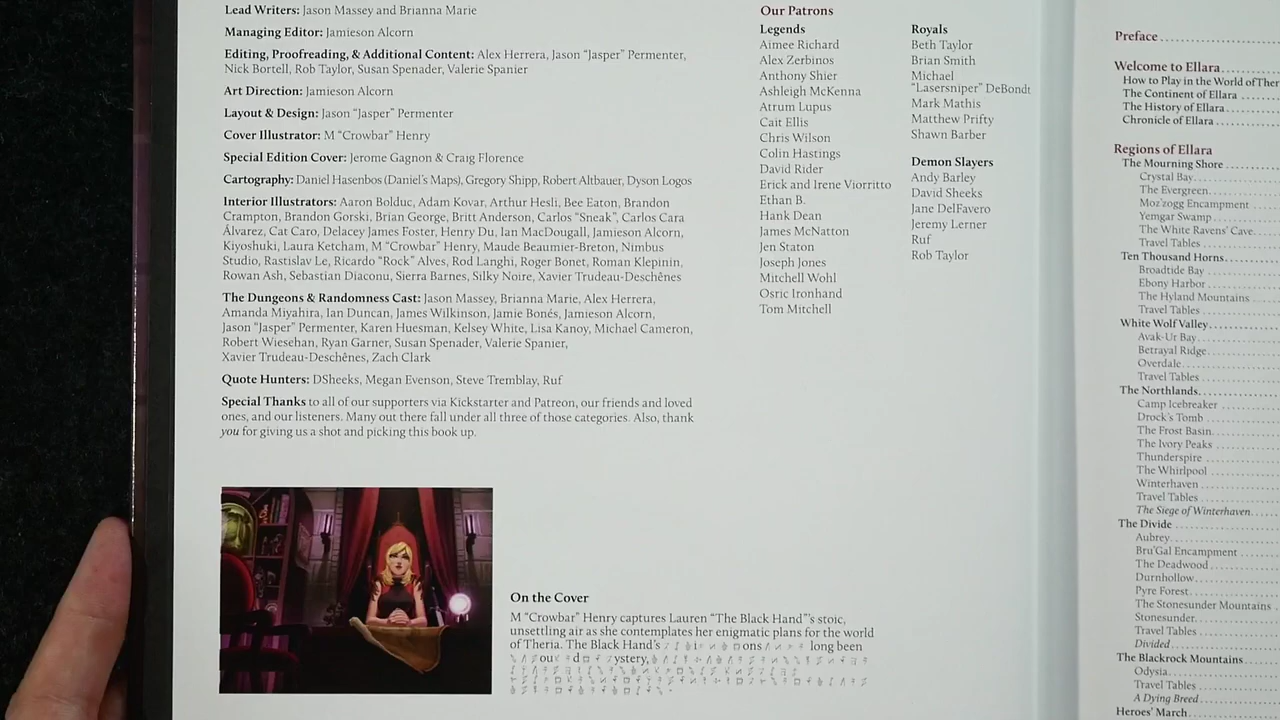 Lead Writers: Jason Massey and Brianna Marie
Managing Editor: Jamieson Alcorn
Editing, Proofreading, & Additional Content: Alex Herrera, Jason “Jasper” Permenter,
Nick Bortell, Rob Taylor, Susan Spenader, Valerie Spanier
Art Direction: Jamieson Alcorn
Layout & Design: Jason “Jasper” Permenter
Cover Illustrator: M “Crowbar” Henry
Special Edition Cover: Jerome Gagnon & Craig Florence
Cartography: Daniel Hasenbos (Daniel’s Maps), Gregory Shipp, Robert Altbauer, Dyson Logos
Interior Illustrators: Aaron Bolduc, Adam Kovar, Arthur Hesli, Bee Eaton, Brandon
Crampton, Brandon Gorski, Brian George, Britt Anderson, Carlos “Sneak”, Carlos Cara
Álvarez, Cat Caro, Delacey James Foster, Henry Du, Ian MacDougall, Jamieson Alcorn,
Kiyoshuki, Laura Ketcham, M “Crowbar” Henry, Maude Beaumier-Breton, Nimbus
Studio, Rastislav Le, Ricardo “Rock” Alves, Rod Langhi, Roger Bonet, Roman Klepinin,
Rowan Ash, Sebastian Diaconu, Sierra Barnes, Silky Noire, Xavier Trudeau-Deschênes
The Dungeons & Randomness Cast: Jason Massey, Brianna Marie, Alex Herrera,
Amanda Miyahira, Ian Duncan, James Wilkinson, Jamie Bonés, Jamieson Alcorn,
Jason “Jasper” Permenter, Karen Huesman, Kelsey White, Lisa Kanoy, Michael Cameron,
Robert Wiesehan, Ryan Garner, Susan Spenader, Valerie Spanier,
Xavier Trudeau-Deschênes, Zach Clark
Quote Hunters: DSheeks, Megan Evenson, Steve Tremblay, Ruf
Special Thanks to all of our supporters via Kickstarter and Patreon, our friends and loved
ones, and our listeners. Many out there fall under all three of those categories. Also, thank
you for giving us a shot and picking this book up.
On the Cover
M “Crowbar” Henry captures Lauren “The Black Hand”’s stoic,
unsettling air as she contemplates her enigmatic plans for the world
of Theria. The Black Hand’s long been
Our Patrons
Legends
Aimee Richard
Alex Zerbinos
Anthony Shier
Ashleigh McKenna
Atrum Lupus
Cait Ellis
Chris Wilson
Colin Hastings
David Rider
Erick and Irene Viorritto
Ethan B.
Hank Dean
James McNatton
Jen Staton
Joseph Jones
Mitchell Wohl
Osric Ironhand
Tom Mitchell
Royals
Beth Taylor
Brian Smith
Michael
“Lasersniper” DeBondt
Mark Mathis
Matthew Prifty
Shawn Barber
Demon Slayers
Andy Barley
David Sheeks
Jane DelFavero
Jeremy Lerner
Ruf
Rob Taylor
Preface
Welcome to Ellara
How to Play in the World of Ther
The Continent of Ellara
The History of Ellara
Chronicle of Ellara
Regions of Ellara
The Mourning Shore
Crystal Bay
The Evergreen
Moz’zogg Encampment
Yemgar Swamp
The White Ravens’ Cave
Travel Tables
Ten Thousand Horns
Broadtide Bay
Ebony Harbor
The Hyland Mountains
Travel Tables
White Wolf Valley
Avak-Ur Bay
Betrayal Ridge
Overdale
Travel Tables
The Northlands
Camp Icebreaker
Drock’s Tomb
The Frost Basin
The Ivory Peaks
Thunderspire
The Whirlpool
Winterhaven
Travel Tables
The Siege of Winterhaven
The Divide
Aubrey
Bru’Gal Encampment
The Deadwood
Durnhollow
Pyre Forest
The Stonesunder Mountains
Stonesunder
Travel Tables
Divided
The Blackrock Mountains
Odysia
Travel Tables
A Dying Breed
Heroes’ March